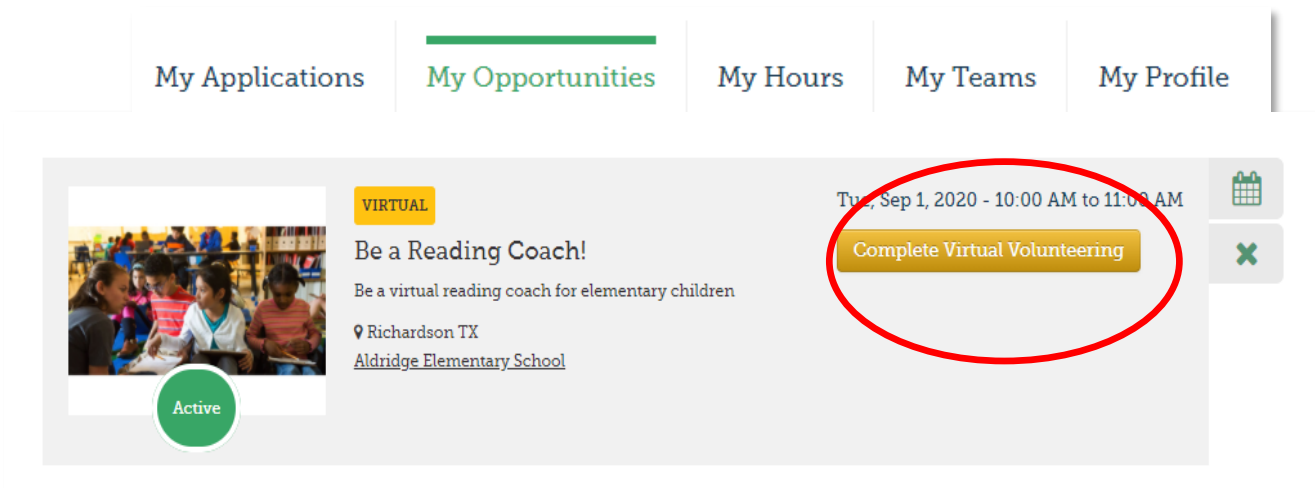 My Applications
My Opportunities
My Hours
My Teams
My Profile
VIRTUAL
Tue, Sep 1, 2020 - 10:00 AM to 11:00 AM
Complete Virtual Volunteering
Be a Reading Coach!
Be a virtual reading coach for elementary children
Richardson TX
Aldridge Elementary School
Active